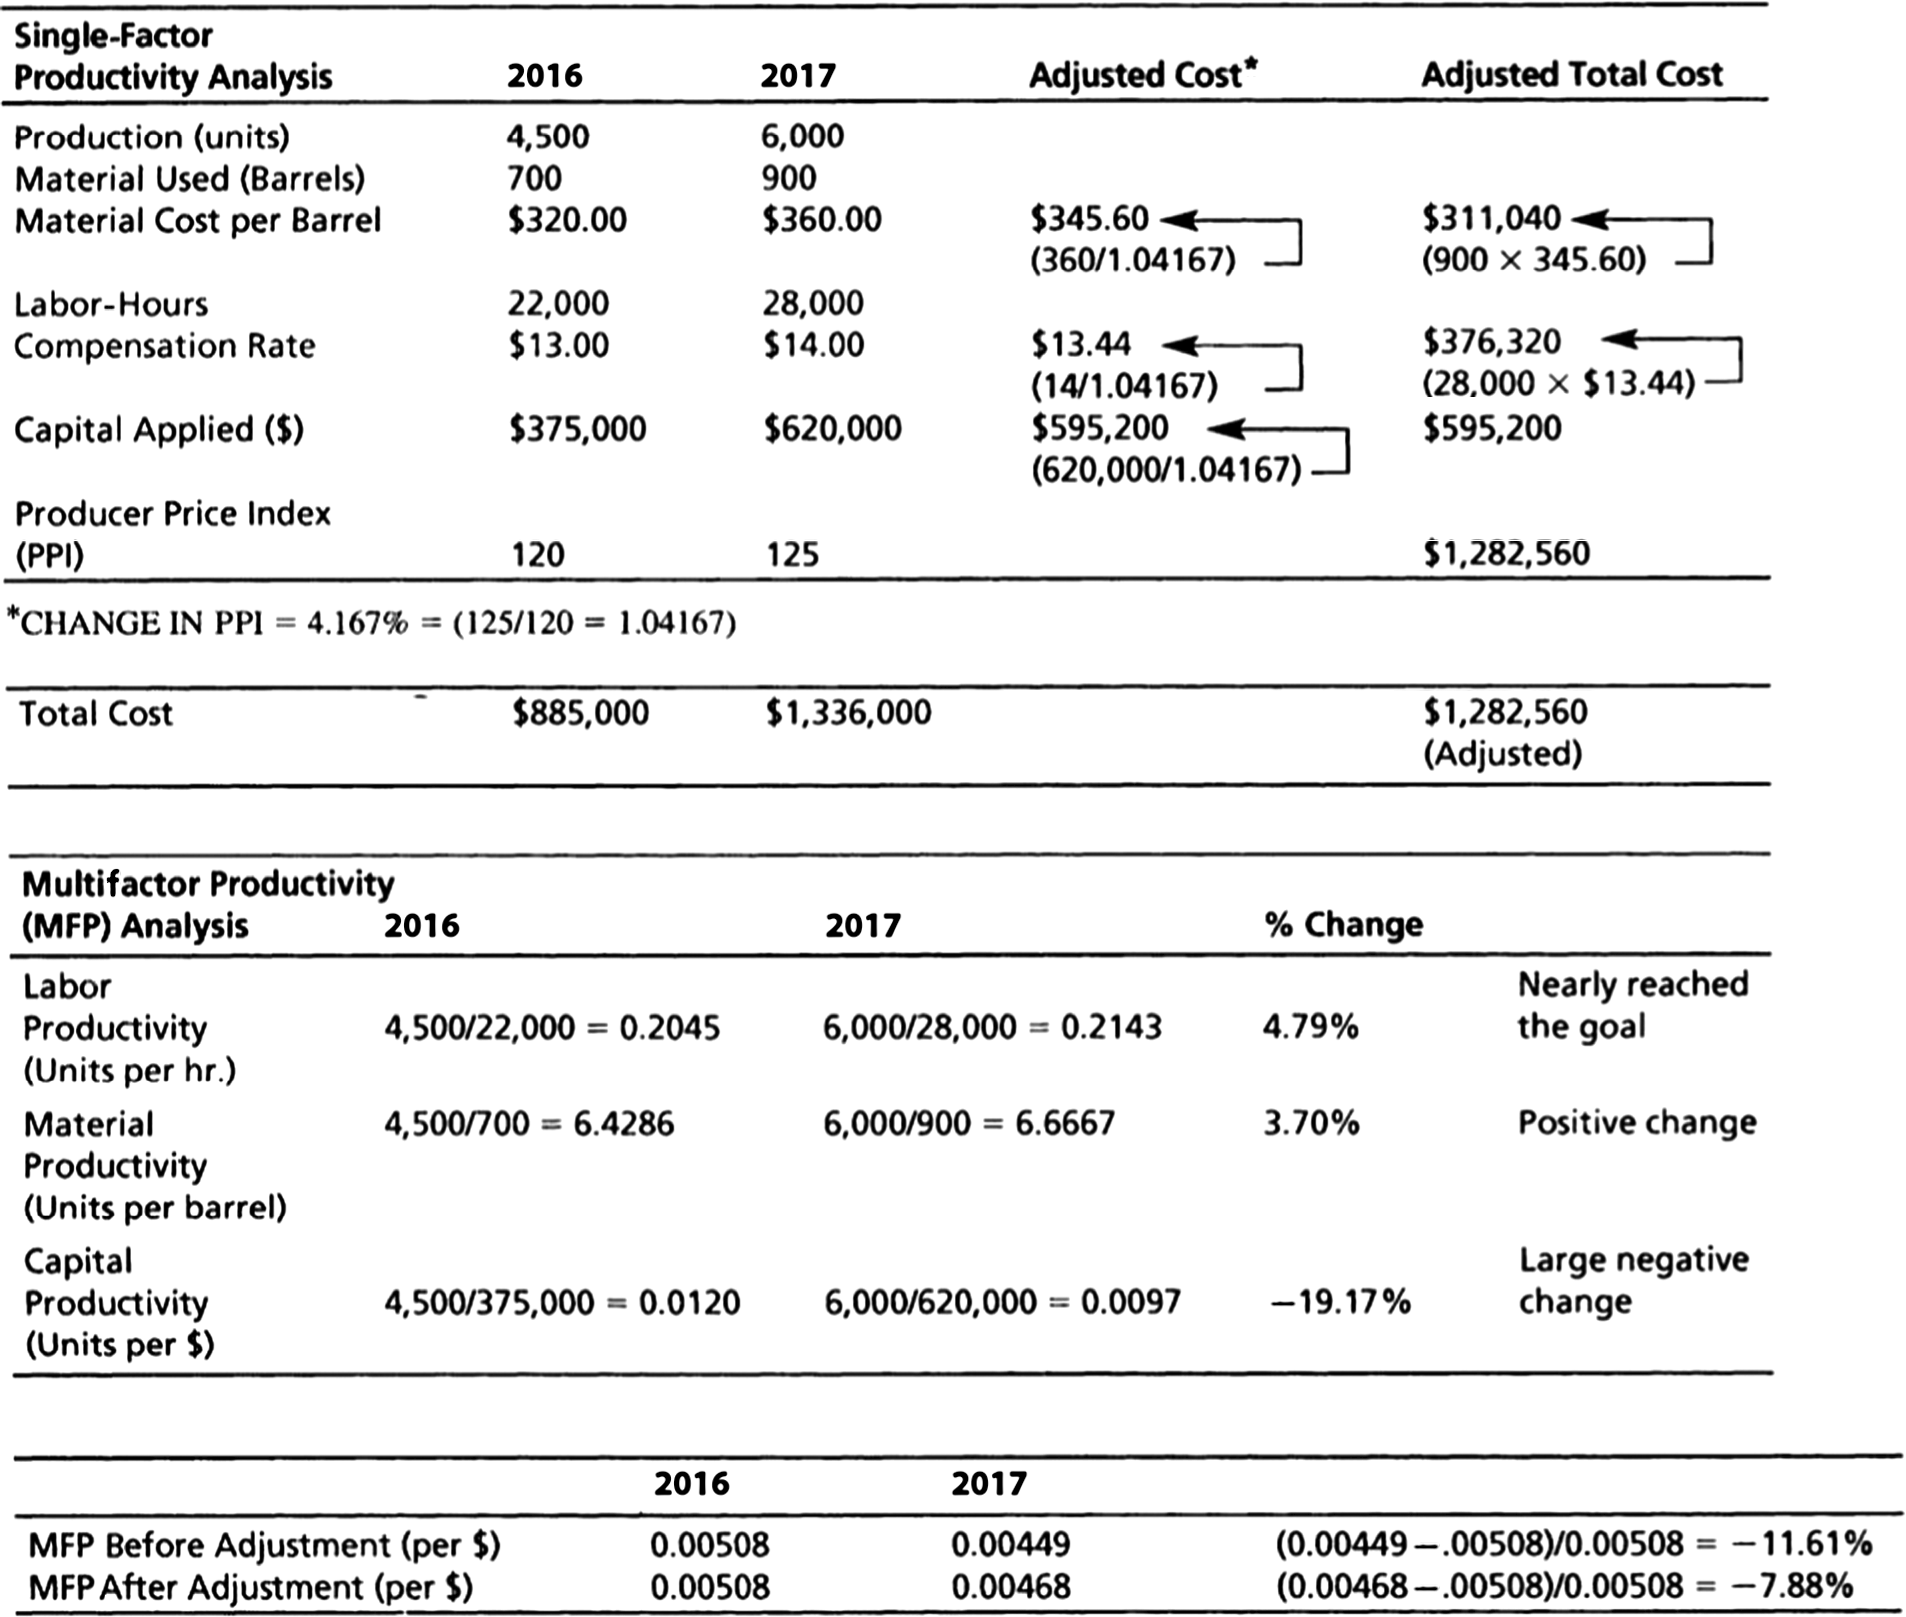 Single-Factor
Productivity Analysis 2016 2017 Adjusted Cost* Adjusted Total Cost
Production (units) 4,500 6,000
Material Used (Barrels) 700 900
Material Cost per Barrel $320.00 $360.00 $345.60 $311,040
(360/1.04167) (900 × 345.60)
Labor-Hours 22,000 28,000
Compensation Rate $13.00 $14.00 $13.44 $376,320
(14/1.04167) (28,000 × $13.44)
Capital Applied ($) $375,000 $620,000 $595,200 $595,200
(620,000/1.04167)
Producer Price Index
(PPI) 120 125 $1,282,560
*CHANGE IN PPI = 4.167% = (125/120 = 1.04167)
Total Cost $885,000 $1,336,000 $1,282,560
(Adjusted)
Multifactor Productivity
(MFP) Analysis 2016 2017 % Change
Labor Nearly reached
Productivity 4,500/22,000 = 0.2045 6,000/28,000 = 0.2143 4.79% the goal
(Units per hr.)
Material 4,500/700 = 6.4286 6,000/900 = 6.6667 3.70% Positive change
Productivity
(Units per barrel)
Capital Large negative
Productivity 4,500/375,000 = 0.0120 6,000/620,000 = 0.0097 −19.17% change
(Units per $)
2016 2017
MFP Before Adjustment (per $) 0.00508 0.00449 (0.00449 − .00508)/0.00508 = −11.61%
MFP After Adjustment (per $) 0.00508 0.00468 (0.00468 − .00508)/0.00508 = −7.88%